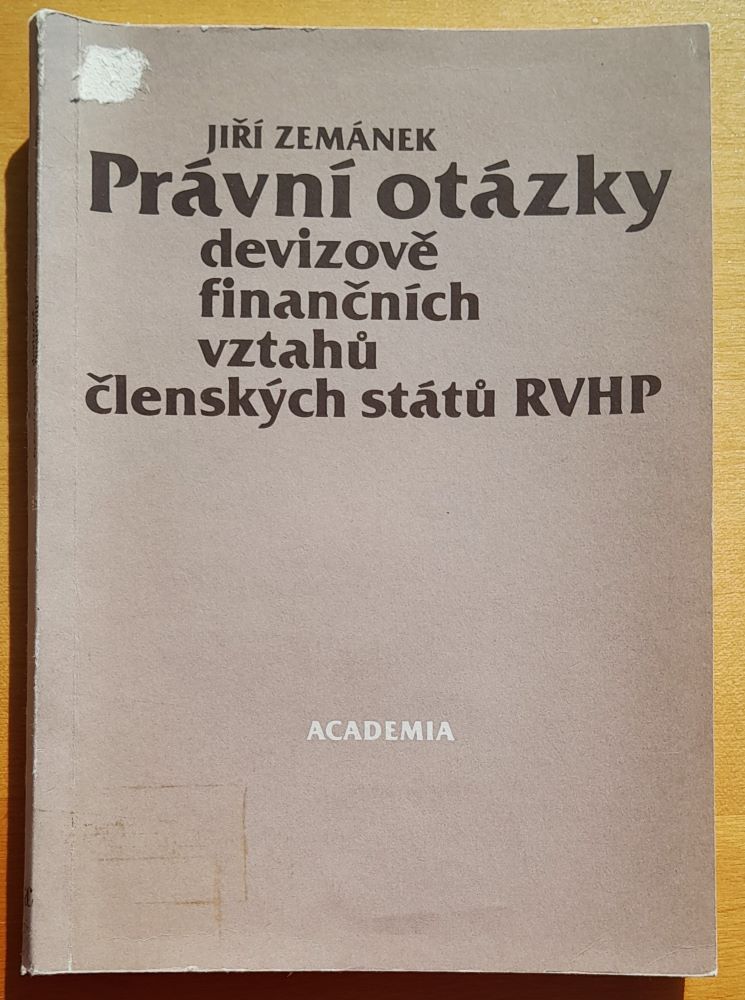 JIŘÍ ZEMÁNEK
Právní otázky
devizově
finančních
vztahů
členských států RVHP
ACADEMIA